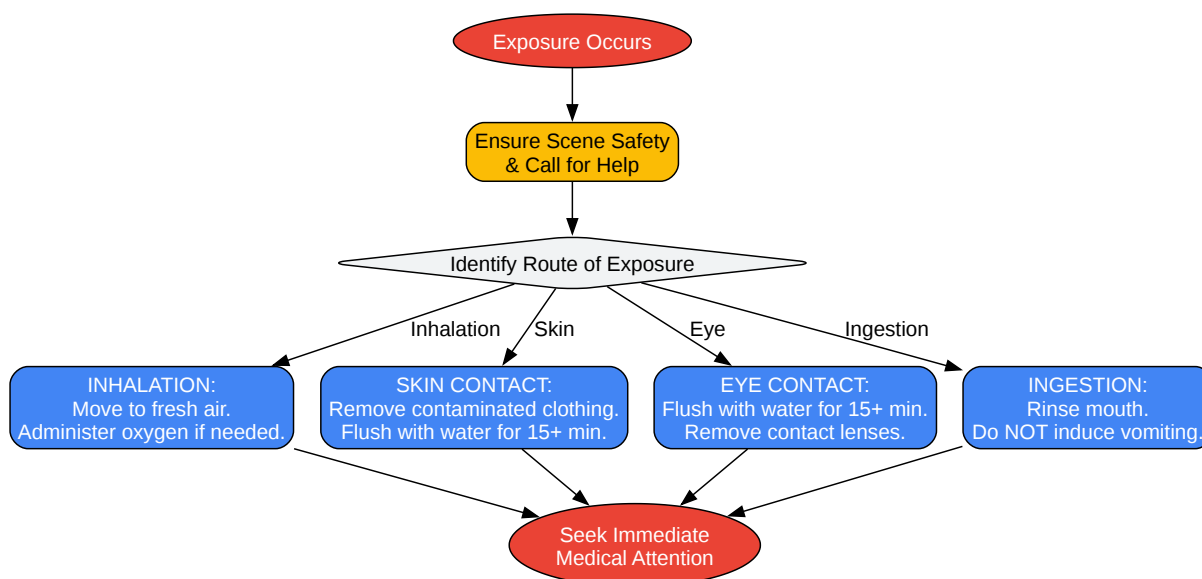 Exposure Occurs
Ensure Scene Safety
& Call for Help
Identify Route of Exposure
Inhalation
Skin
Eye
Ingestion
INHALATION:
Move to fresh air.
Administer oxygen if needed.
SKIN CONTACT:
Remove contaminated clothing.
Flush with water for 15+ min.
EYE CONTACT:
Flush with water for 15+ min.
Remove contact lenses.
INGESTION:
Rinse mouth.
Do NOT induce vomiting.
Seek Immediate
Medical Attention